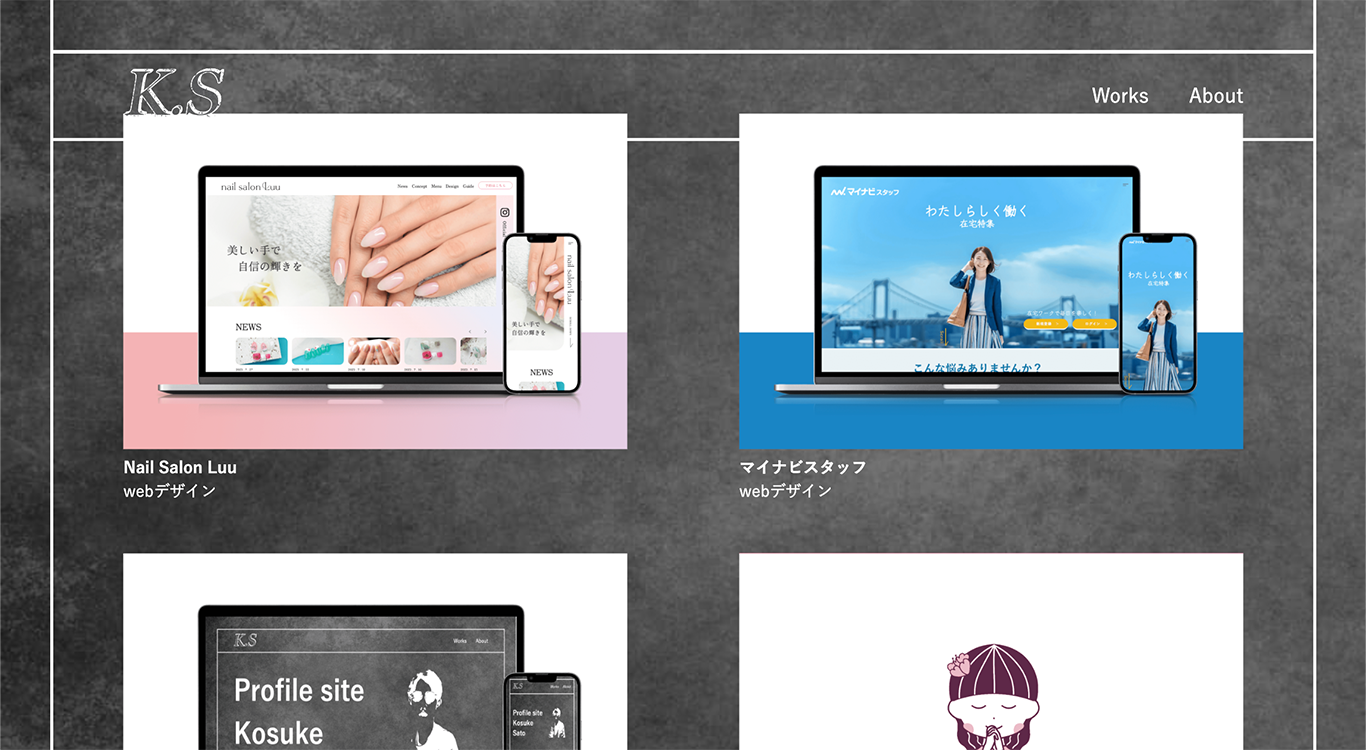 K.S
Works
About
nail salon Luu
News Concept Menu Design Guide
美しい手で
自信の輝きを
NEWS
nail salon Luu
美しい手で
自信の輝きを
NEWS
マイナビスタッフ
わたしらしく働く
在宅特集
こんな悩みありませんか？
わたしらしく働く
在宅特集
Nail Salon Luu
webデザイン
マイナビスタッフ
webデザイン
K.S
Works About
Profile site
Kosuke
K.S
Works About
Profile site
Kosuke
Sato